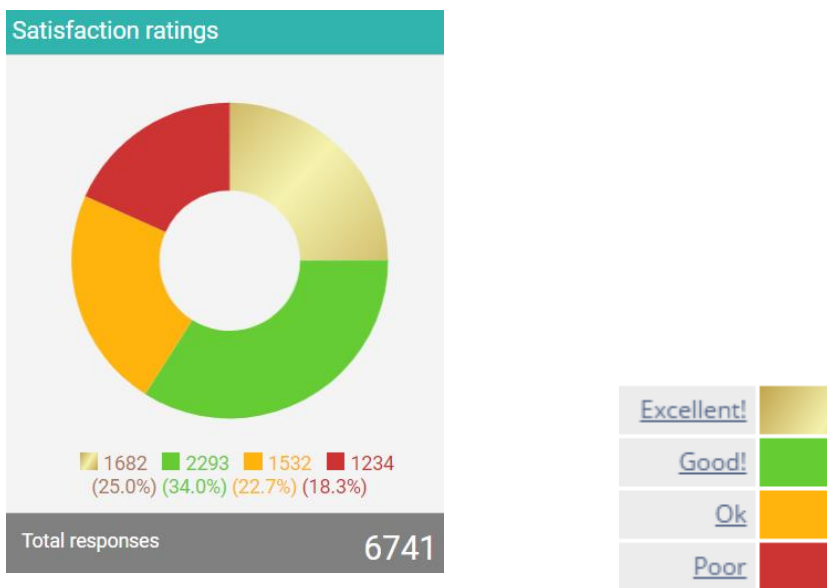 Satisfaction ratings
1682 2293 1532 1234
(25.0%) (34.0%) (22.7%) (18.3%)
Total responses 6741
Excellent!
Good!
Ok
Poor